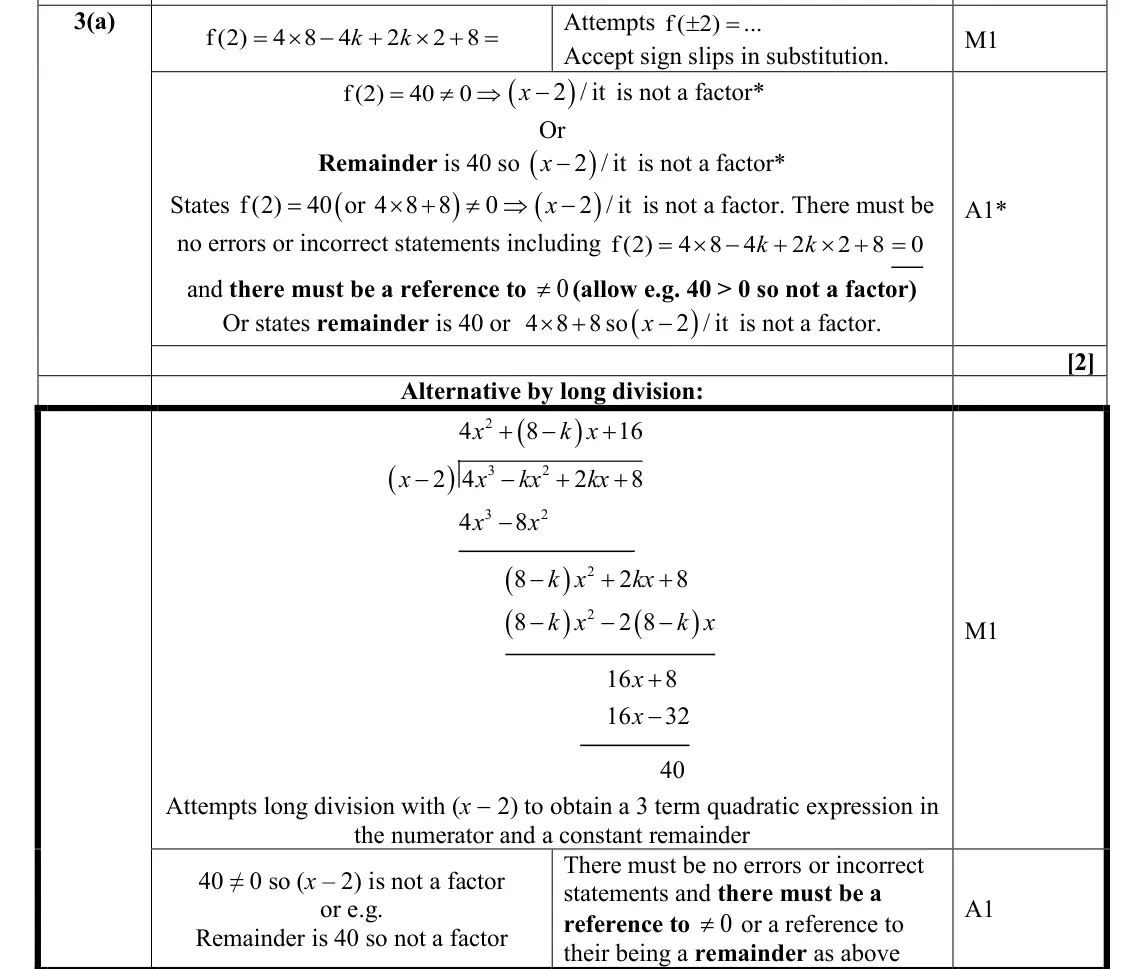 3(a)
f(2) = 4×8 − 4k + 2k×2 + 8 =
Attempts f(±2) = ...
Accept sign slips in substitution.
M1
f(2) = 40 ≠ 0 ⇒ (x − 2) / it is not a factor*
Or
Remainder is 40 so (x − 2) / it is not a factor*
States f(2) = 40 (or 4×8+8) ≠ 0 ⇒ (x − 2) / it is not a factor. There must be
no errors or incorrect statements including f(2) = 4×8 − 4k + 2k×2 + 8 = 0
and there must be a reference to ≠ 0 (allow e.g. 40 > 0 so not a factor)
Or states remainder is 40 or 4×8+8 so (x − 2) / it is not a factor.
A1*
[2]
Alternative by long division:
4x² + (8 − k)x + 16
(x − 2) 4x³ − kx² + 2kx + 8
4x³ − 8x²
(8 − k)x² + 2kx + 8
(8 − k)x² − 2(8 − k)x
16x + 8
16x − 32
40
Attempts long division with (x − 2) to obtain a 3 term quadratic expression in
the numerator and a constant remainder
M1
40 ≠ 0 so (x – 2) is not a factor
or e.g.
Remainder is 40 so not a factor
There must be no errors or incorrect
statements and there must be a
reference to ≠ 0 or a reference to
their being a remainder as above
A1